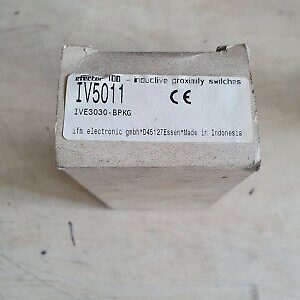 efector 100 - inductive proximity switches
IV5011 CE
IVE3030-BPKG
ifm electronic gmbh*D45127Essen*Made in Indonesia